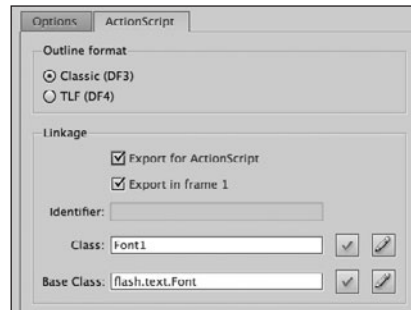 Options ActionScript
Outline format
Classic (DF3)
TLF (DF4)
Linkage
Export for ActionScript
Export in frame 1
Identifier:
Class: Font1
Base Class: flash.text.Font